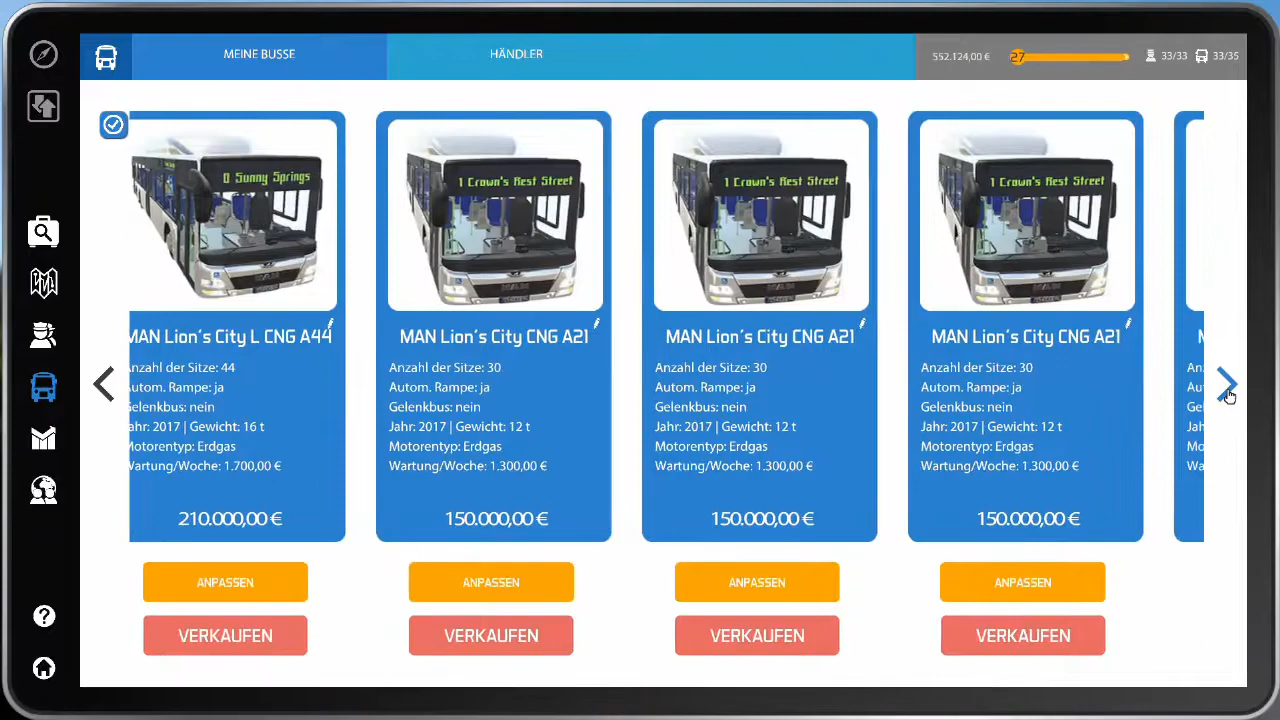 MEINE BUSSE
HÄNDLER
552.124,00 €
27
33/33
33/35
0 Sunny Springs
MAN
MAN Lion´s City L CNG A44
Anzahl der Sitze: 44
Autom. Rampe: ja
Gelenkbus: nein
Jahr: 2017 | Gewicht: 16 t
Motorentyp: Erdgas
Wartung/Woche: 1.700,00 €
210.000,00 €
ANPASSEN
VERKAUFEN
1 Crown's Rest Street
MAN
MAN Lion´s City CNG A21
Anzahl der Sitze: 30
Autom. Rampe: ja
Gelenkbus: nein
Jahr: 2017 | Gewicht: 12 t
Motorentyp: Erdgas
Wartung/Woche: 1.300,00 €
150.000,00 €
ANPASSEN
VERKAUFEN
1 Crown's Rest Street
MAN
MAN Lion´s City CNG A21
Anzahl der Sitze: 30
Autom. Rampe: ja
Gelenkbus: nein
Jahr: 2017 | Gewicht: 12 t
Motorentyp: Erdgas
Wartung/Woche: 1.300,00 €
150.000,00 €
ANPASSEN
VERKAUFEN
1 Crown's Rest Street
MAN
MAN Lion´s City CNG A21
Anzahl der Sitze: 30
Autom. Rampe: ja
Gelenkbus: nein
Jahr: 2017 | Gewicht: 12 t
Motorentyp: Erdgas
Wartung/Woche: 1.300,00 €
150.000,00 €
ANPASSEN
VERKAUFEN